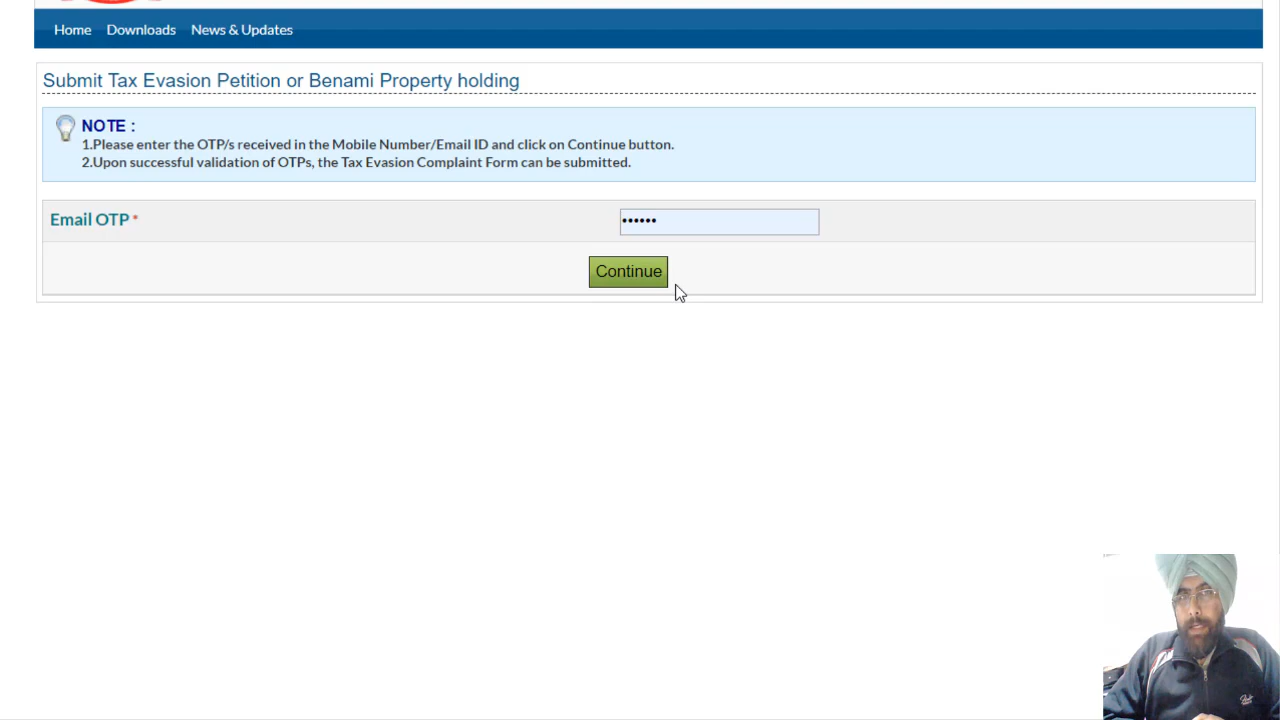 Home Downloads News & Updates
Submit Tax Evasion Petition or Benami Property holding
NOTE :
1.Please enter the OTP/s received in the Mobile Number/Email ID and click on Continue button.
2.Upon successful validation of OTPs, the Tax Evasion Complaint Form can be submitted.
Email OTP * ••••••
Continue